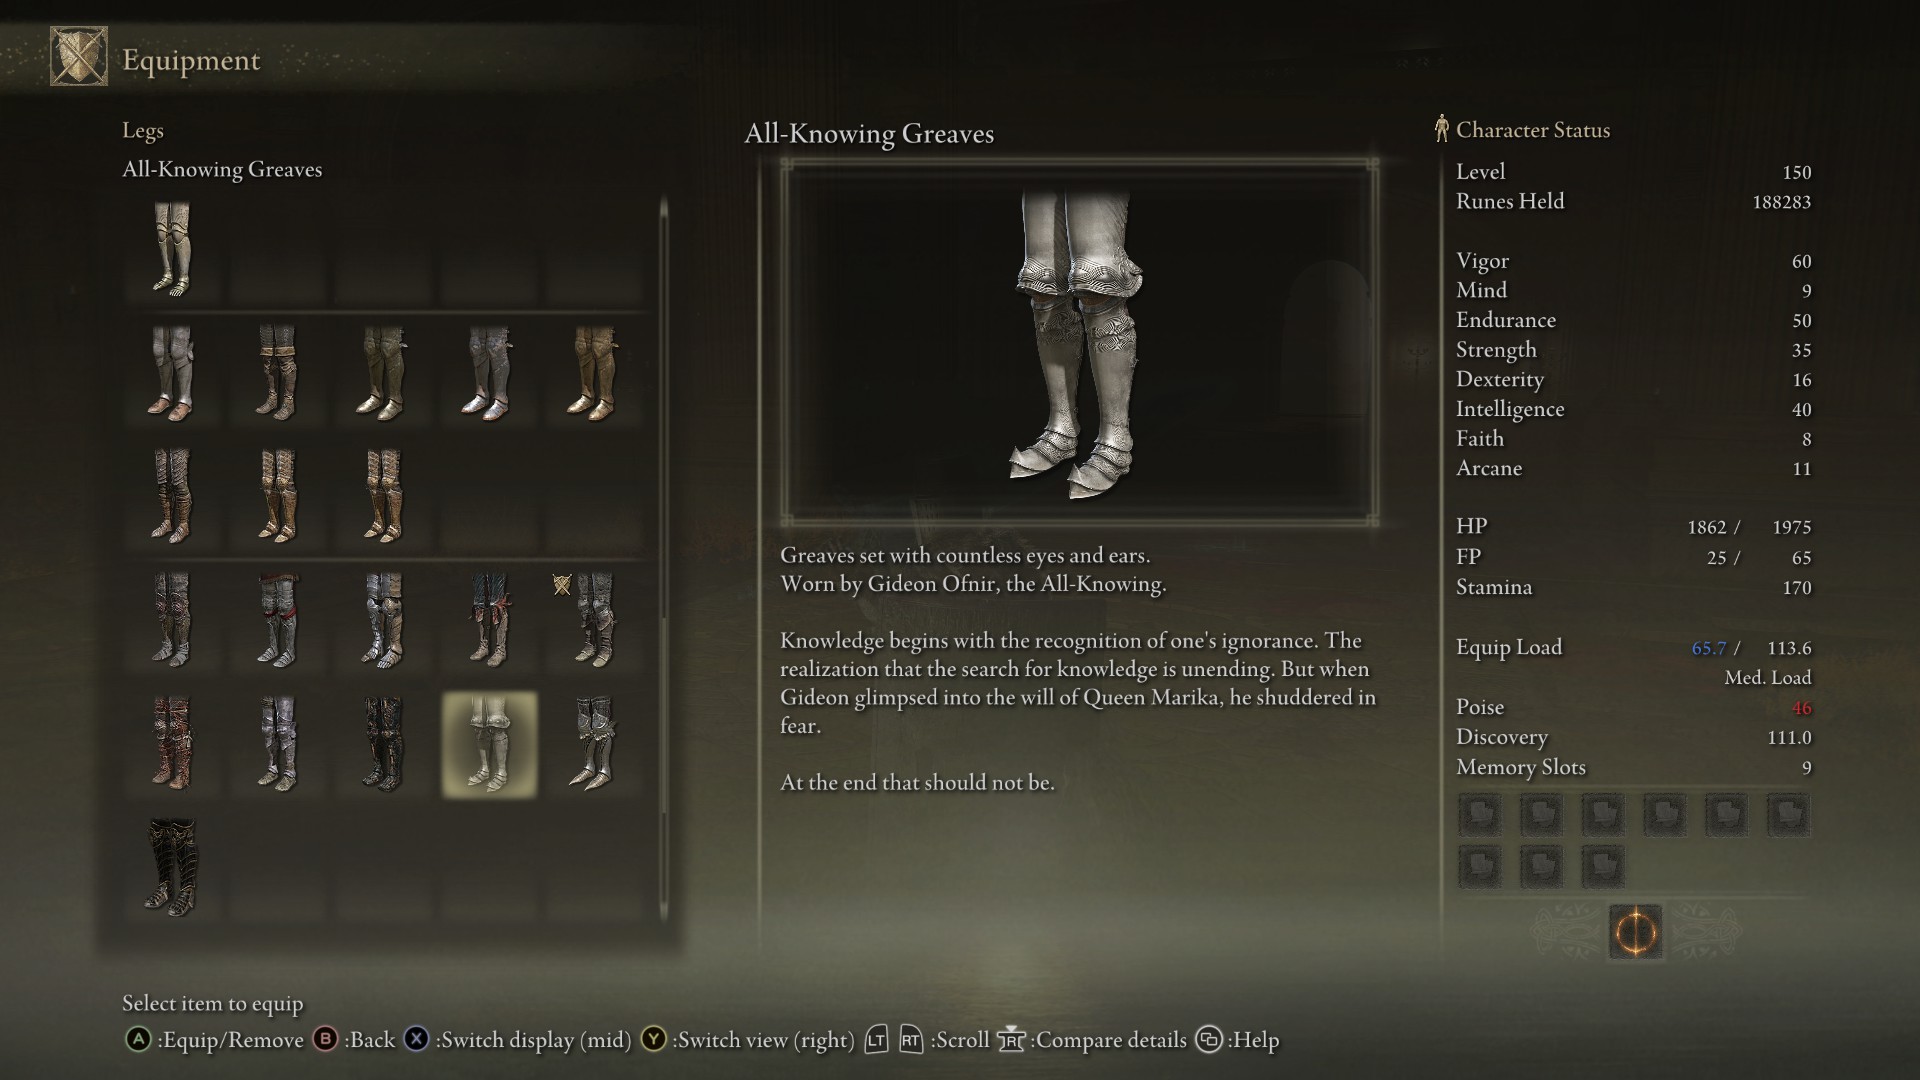 Equipment
Legs
All-Knowing Greaves
All-Knowing Greaves
Greaves set with countless eyes and ears.
Worn by Gideon Ofnir, the All-Knowing.
Knowledge begins with the recognition of one's ignorance. The
realization that the search for knowledge is unending. But when
Gideon glimpsed into the will of Queen Marika, he shuddered in
fear.
At the end that should not be.
Character Status
Level 150
Runes Held 188283
Vigor 60
Mind 9
Endurance 50
Strength 35
Dexterity 16
Intelligence 40
Faith 8
Arcane 11
HP 1862 / 1975
FP 25 / 65
Stamina 170
Equip Load 65.7 / 113.6
Med. Load
Poise 46
Discovery 111.0
Memory Slots 9
Select item to equip
A :Equip/Remove B :Back X :Switch display (mid) Y :Switch view (right) LT RT :Scroll R :Compare details :Help